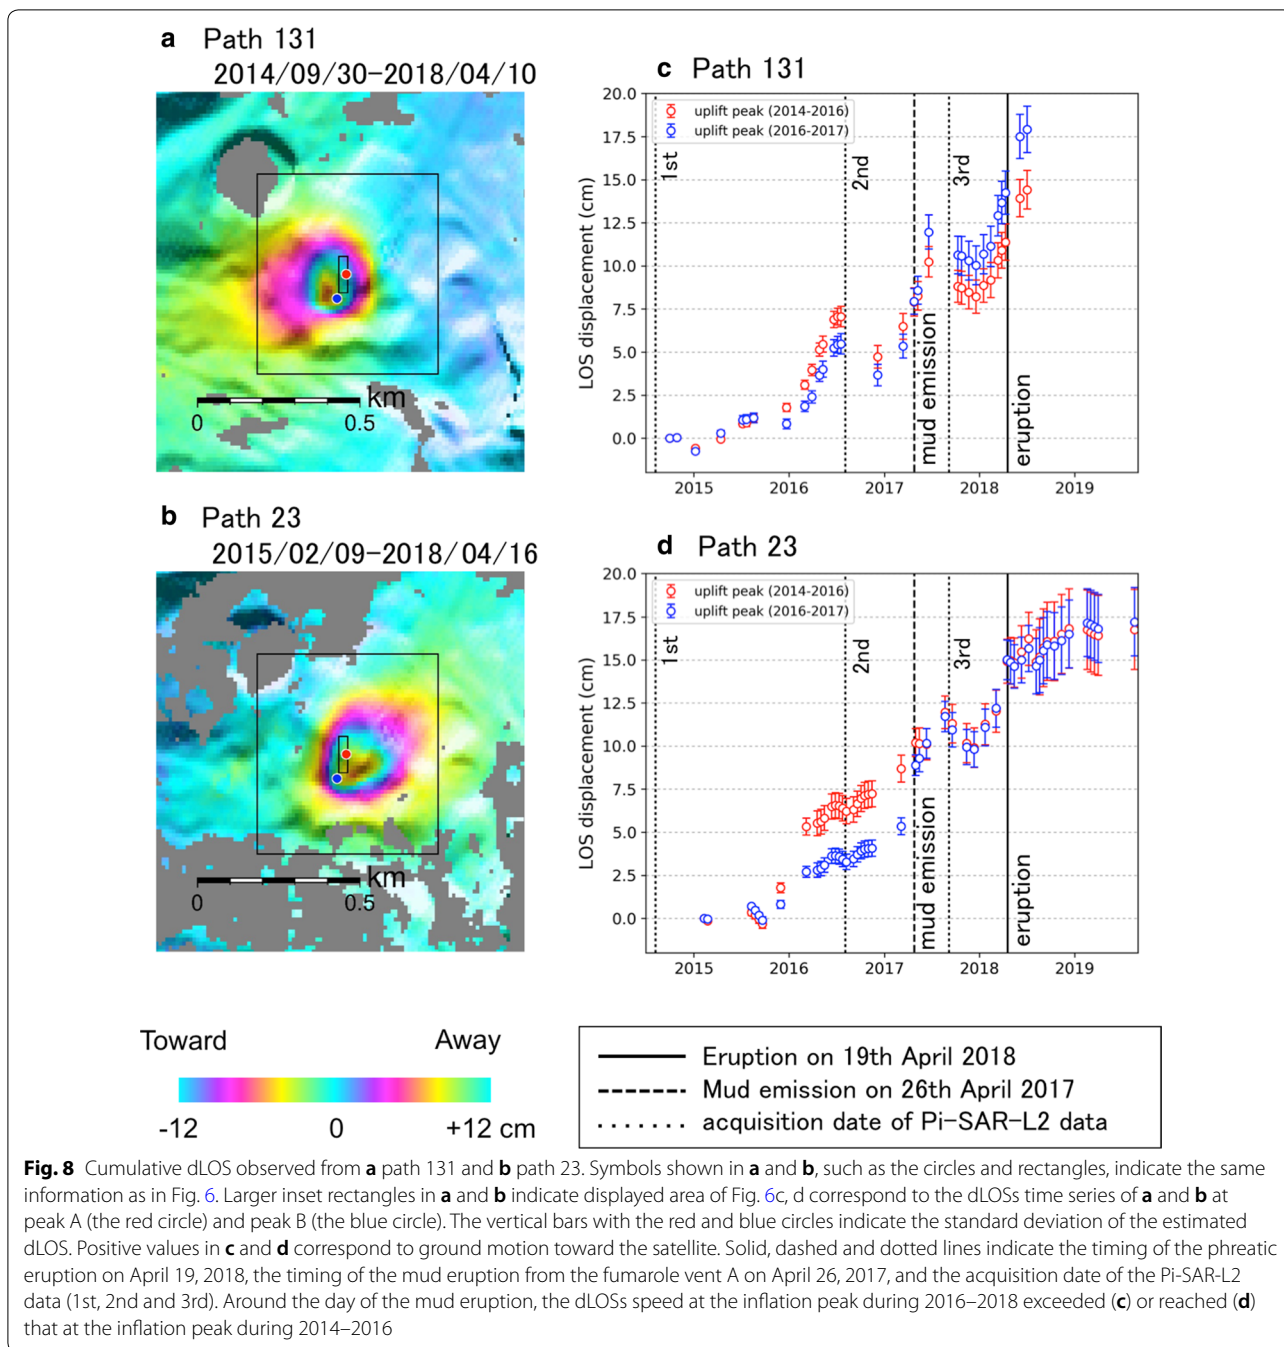 a Path 131
2014/09/30-2018/04/10
km
0 0.5
b Path 23
2015/02/09-2018/04/16
km
0 0.5
c Path 131
LOS displacement (cm)
20.0
17.5
15.0
12.5
10.0
7.5
5.0
2.5
0.0
uplift peak (2014-2016)
uplift peak (2016-2017)
1st
2nd
mud emission
3rd
eruption
2015 2016 2017 2018 2019
d Path 23
LOS displacement (cm)
20.0
17.5
15.0
12.5
10.0
7.5
5.0
2.5
0.0
uplift peak (2014-2016)
uplift peak (2016-2017)
1st
2nd
mud emission
3rd
eruption
2015 2016 2017 2018 2019
Toward Away
-12 0 +12 cm
Eruption on 19th April 2018
Mud emission on 26th April 2017
acquisition date of Pi-SAR-L2 data
Fig. 8 Cumulative dLOS observed from a path 131 and b path 23. Symbols shown in a and b, such as the circles and rectangles, indicate the same
information as in Fig. 6. Larger inset rectangles in a and b indicate displayed area of Fig. 6c, d correspond to the dLOSs time series of a and b at
peak A (the red circle) and peak B (the blue circle). The vertical bars with the red and blue circles indicate the standard deviation of the estimated
dLOS. Positive values in c and d correspond to ground motion toward the satellite. Solid, dashed and dotted lines indicate the timing of the phreatic
eruption on April 19, 2018, the timing of the mud eruption from the fumarole vent A on April 26, 2017, and the acquisition date of the Pi-SAR-L2
data (1st, 2nd and 3rd). Around the day of the mud eruption, the dLOSs speed at the inflation peak during 2016–2018 exceeded (c) or reached (d)
that at the inflation peak during 2014–2016